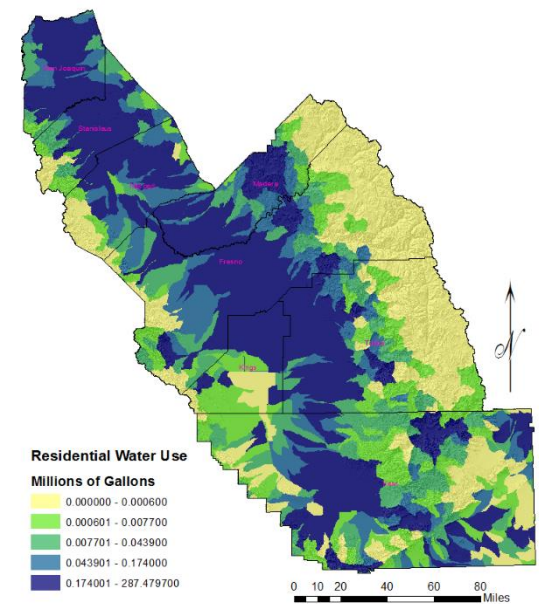 San Joaquin
Stanislaus
Merced
Madera
Fresno
Tulare
Kings
Kern
N
Residential Water Use
Millions of Gallons
0.000000 - 0.000600
0.000601 - 0.007700
0.007701 - 0.043900
0.043901 - 0.174000
0.174001 - 287.479700
0 10 20 40 60 80
Miles